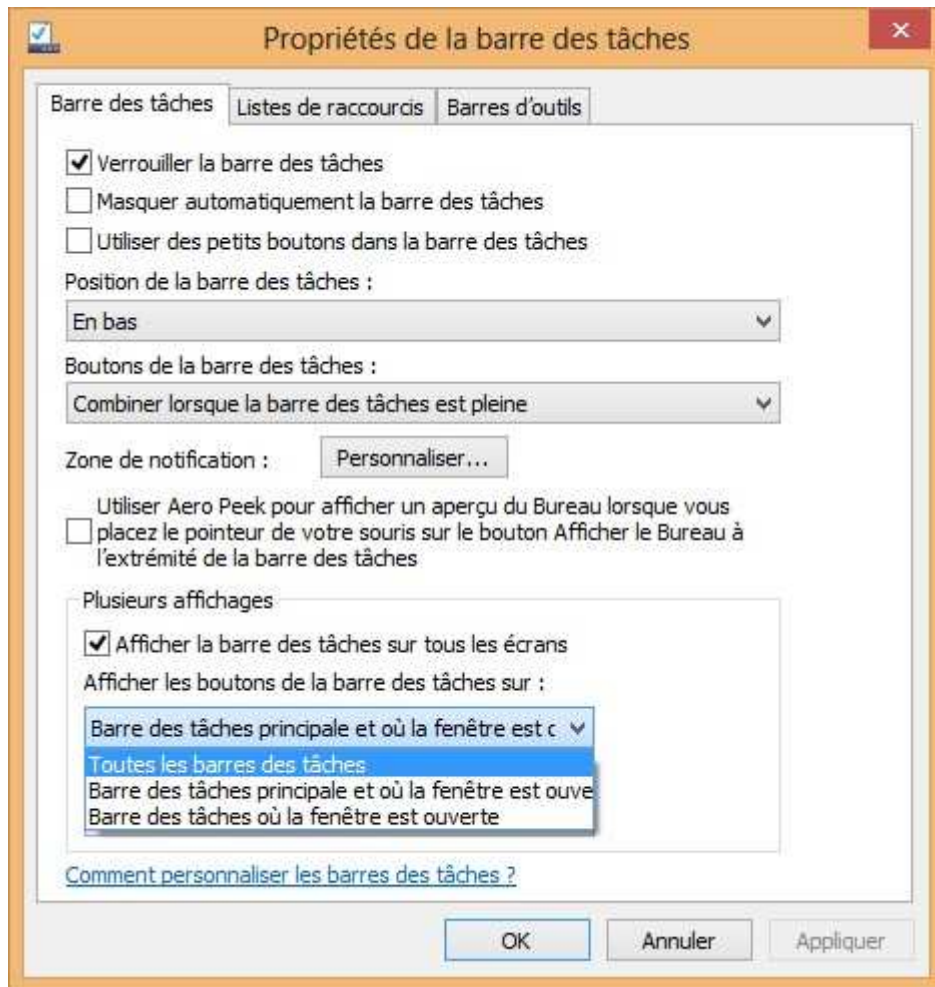 Propriétés de la barre des tâches
Barre des tâches
Listes de raccourcis
Barres d'outils
Verrouiller la barre des tâches
Masquer automatiquement la barre des tâches
Utiliser des petits boutons dans la barre des tâches
Position de la barre des tâches :
En bas
Boutons de la barre des tâches :
Combiner lorsque la barre des tâches est pleine
Zone de notification :
Personnaliser...
Utiliser Aero Peek pour afficher un aperçu du Bureau lorsque vous
placez le pointeur de votre souris sur le bouton Afficher le Bureau à
l'extrémité de la barre des tâches
Plusieurs affichages
Afficher la barre des tâches sur tous les écrans
Afficher les boutons de la barre des tâches sur :
Barre des tâches principale et où la fenêtre est c
Toutes les barres des tâches
Barre des tâches principale et où la fenêtre est ouve
Barre des tâches où la fenêtre est ouverte
Comment personnaliser les barres des tâches ?
OK
Annuler
Appliquer